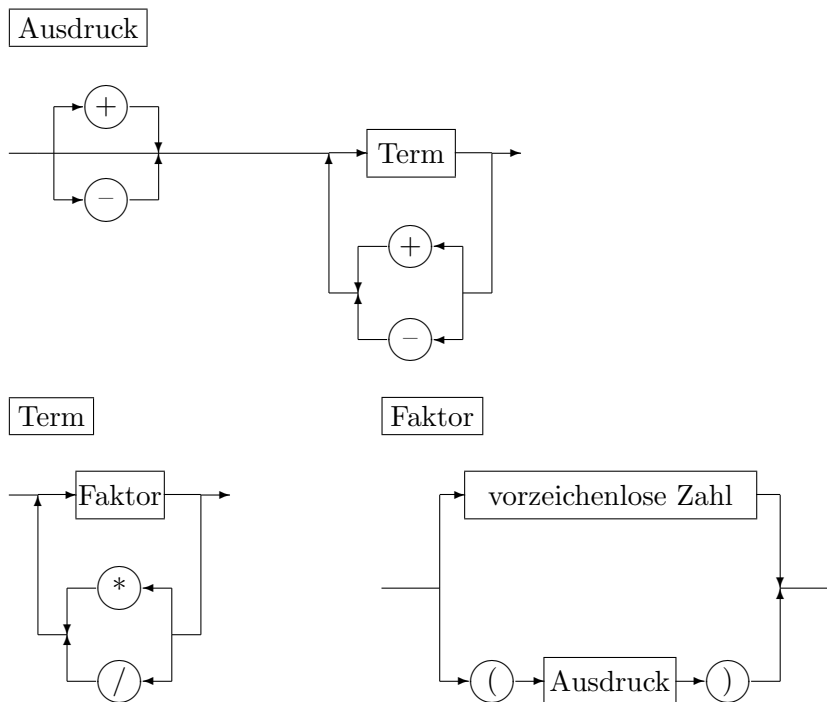 Ausdruck
+
Term
−
+
−
Term
Faktor
Faktor
vorzeichenlose Zahl
*
/
(
Ausdruck
)